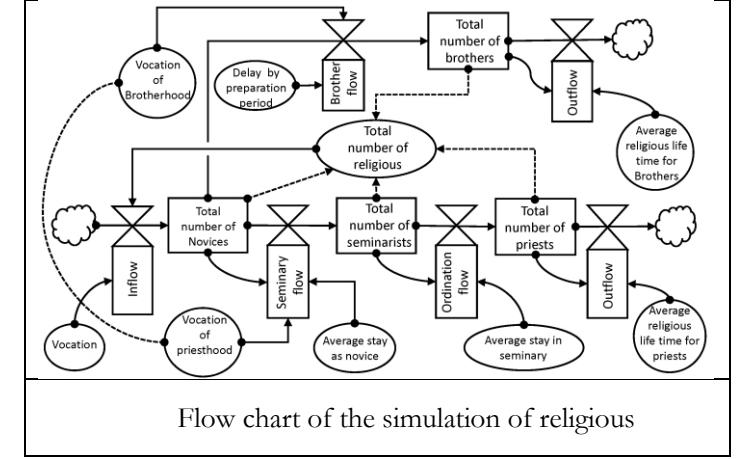 Total
number of
brothers
Vocation
of
Brotherhood
Delay by
preparation
period
Brother
flow
Outflow
Total
number of
religious
Average
religious life
time for
Brothers
Total
number of
Novices
Total
number of
seminarists
Total
number of
priests
Inflow
Seminary
flow
Ordination
flow
Outflow
Vocation
Vocation
of
priesthood
Average stay
as novice
Average stay in
seminary
Average
religious
life time for
priests
Flow chart of the simulation of religious